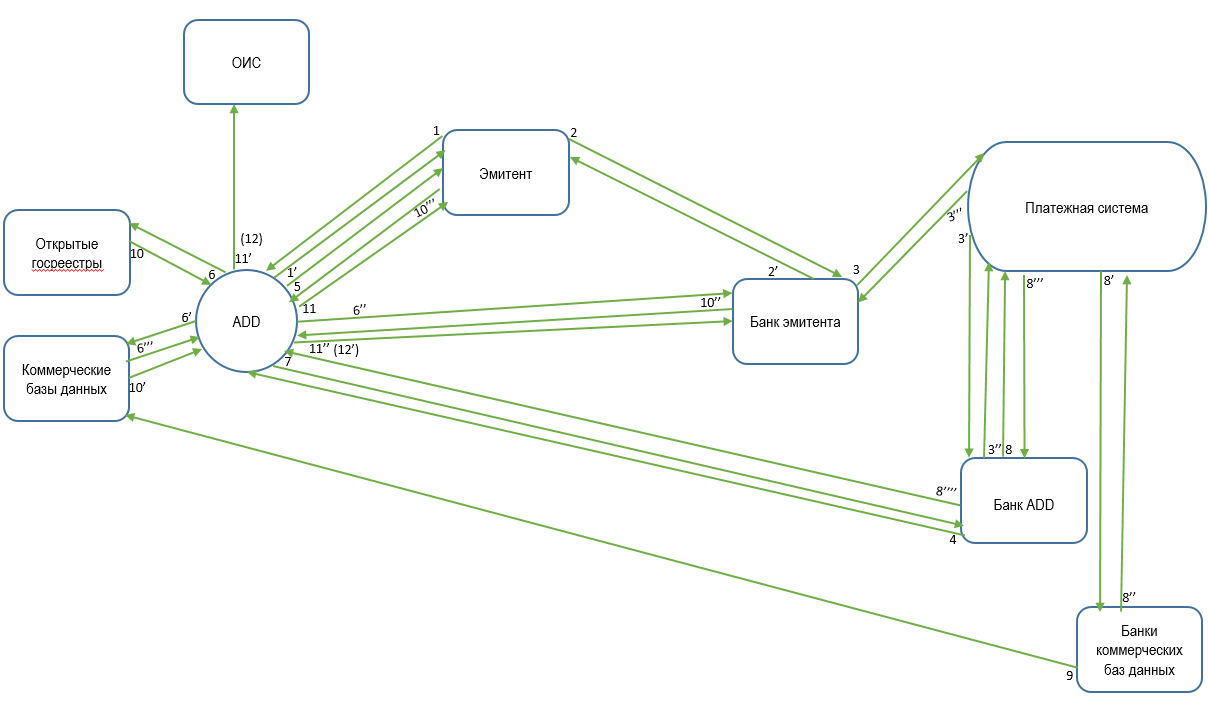 ОИС
1
2
Эмитент
Платежная система
10'''
3'''
3'
Открытые
госреестры
10
(12)
11'
6
1'
5
2'
3
8'''
8'
11
6''
10''
6'
ADD
Банк эмитента
6'''
11'' (12')
7
Коммерческие
базы данных
10'
3''
8
8''''
Банк ADD
4
8''
Банки
коммерческих
баз данных
9